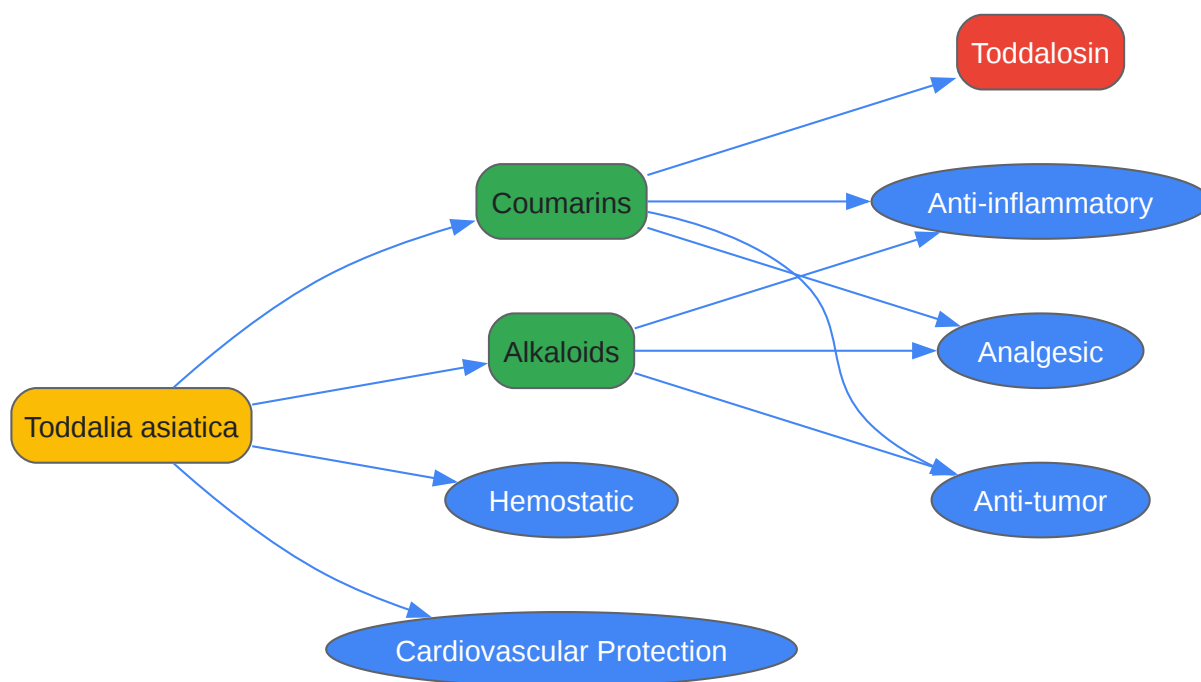 Toddalosin
Coumarins
Anti-inflammatory
Alkaloids
Analgesic
Toddalia asiatica
Hemostatic
Anti-tumor
Cardiovascular Protection